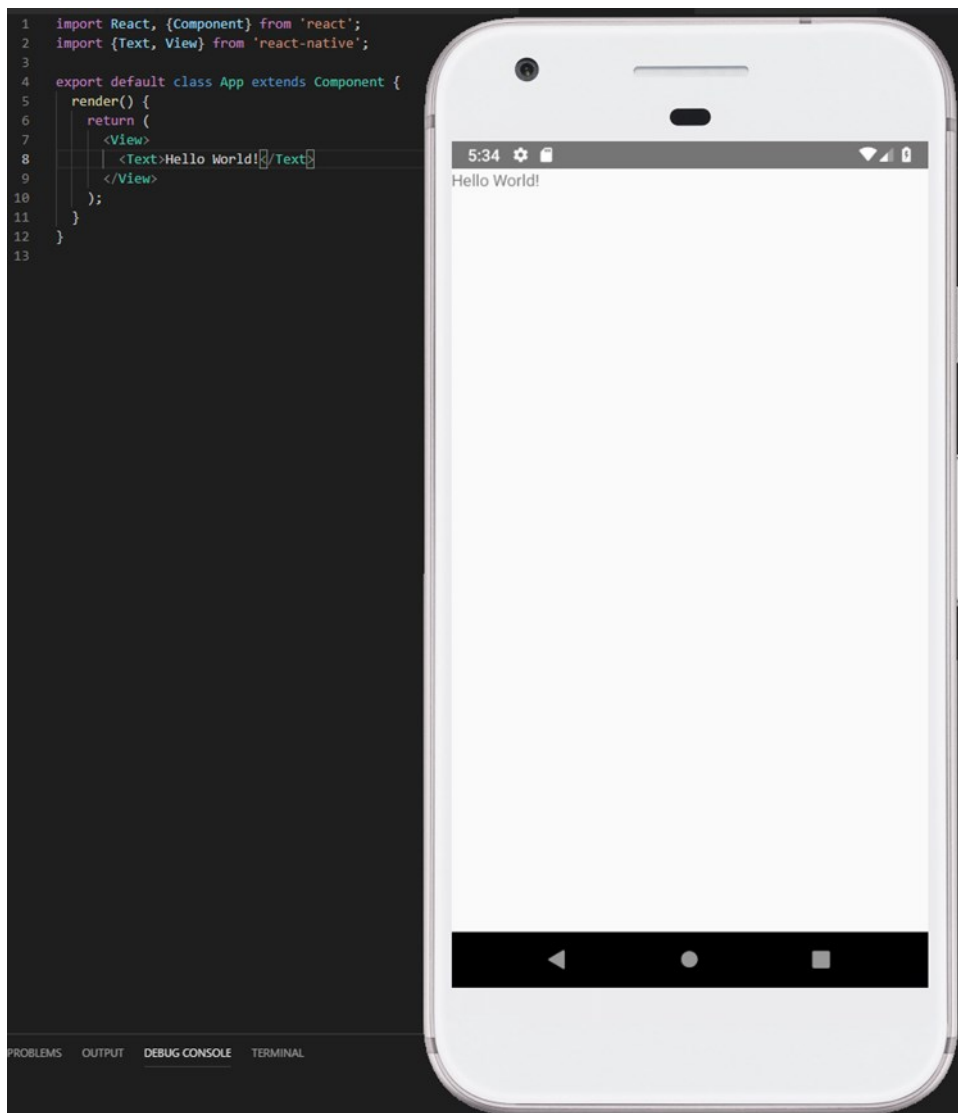 1 import React, {Component} from 'react';
2 import {Text, View} from 'react-native';
3
4 export default class App extends Component {
5 render() {
6 return (
7 <View>
8 <Text>Hello World!</Text>
9 </View>
10 );
11 }
12 }
13
5:34
Hello World!
PROBLEMS OUTPUT DEBUG CONSOLE TERMINAL